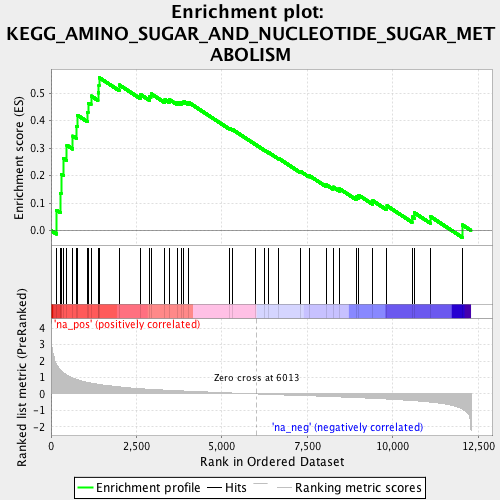 Enrichment plot:
KEGG_AMINO_SUGAR_AND_NUCLEOTIDE_SUGAR_MET
ABOLISM
Enrichment score (ES)
0.5
0.4
0.3
0.2
0.1
0.0
'na_pos' (positively correlated)
Ranked list metric (PreRanked)
4
3
2
1
0
-1
-2
Zero cross at 6013
'na_neg' (negatively correlated)
0
2,500
5,000
7,500
10,000
12,500
Rank in Ordered Dataset
Enrichment profile
Hits
Ranking metric scores